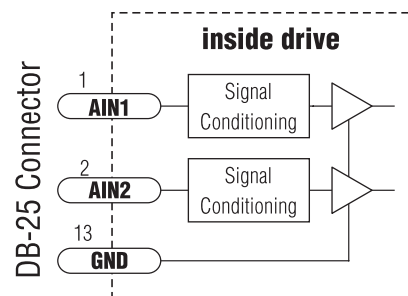 inside drive
DB-25 Connector
1
AIN1
Signal
Conditioning
2
AIN2
Signal
Conditioning
13
GND